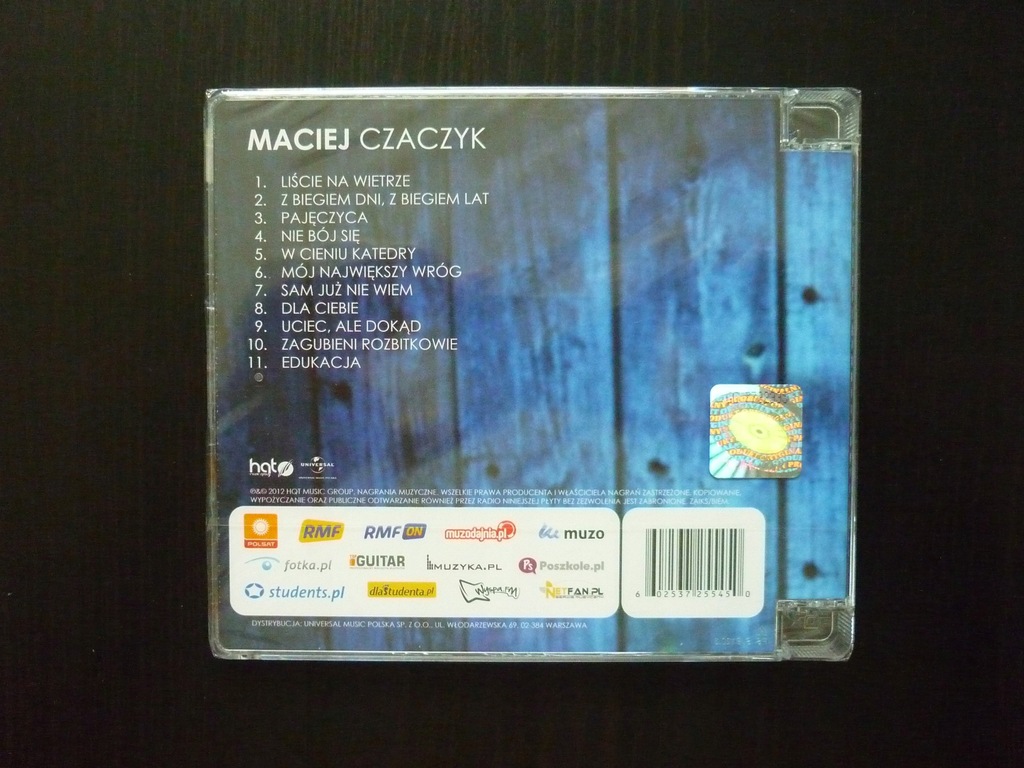 MACIEJ CZACZYK
1. LIŚCIE NA WIETRZE
2. Z BIEGIEM DNI, Z BIEGIEM LAT
3. PAJĘCZYCA
4. NIE BÓJ SIĘ
5. W CIENIU KATEDRY
6. MÓJ NAJWIĘKSZY WRÓG
7. SAM JUŻ NIE WIEM
8. DLA CIEBIE
9. UCIEC, ALE DOKĄD
10. ZAGUBIENI ROZBITKOWIE
11. EDUKACJA
hqt UNIVERSAL
℗&© 2012 HQT MUSIC GROUP. NAGRANIA MUZYCZNE. WSZELKIE PRAWA PRODUCENTA I WŁAŚCICIELA NAGRAŃ ZASTRZEŻONE. KOPIOWANIE,
WYPOŻYCZANIE ORAZ PUBLICZNE ODTWARZANIE RÓWNIEŻ PRZEZ RADIO NINIEJSZEJ PŁYTY BEZ ZEZWOLENIA JEST ZABRONIONE. ZAIKS/BIEM.
POLSAT RMF RMF ON muzodajnia.pl muzo
fotka.pl GUITAR MUZYKA.PL Ps Poszkole.pl
students.pl dlaStudenta.pl Wyspa.fm NETFAN.PL
6 02537 25545 0
DYSTRYBUCJA: UNIVERSAL MUSIC POLSKA SP. Z O.O., UL. WŁODARZEWSKA 69, 02-384 WARSZAWA